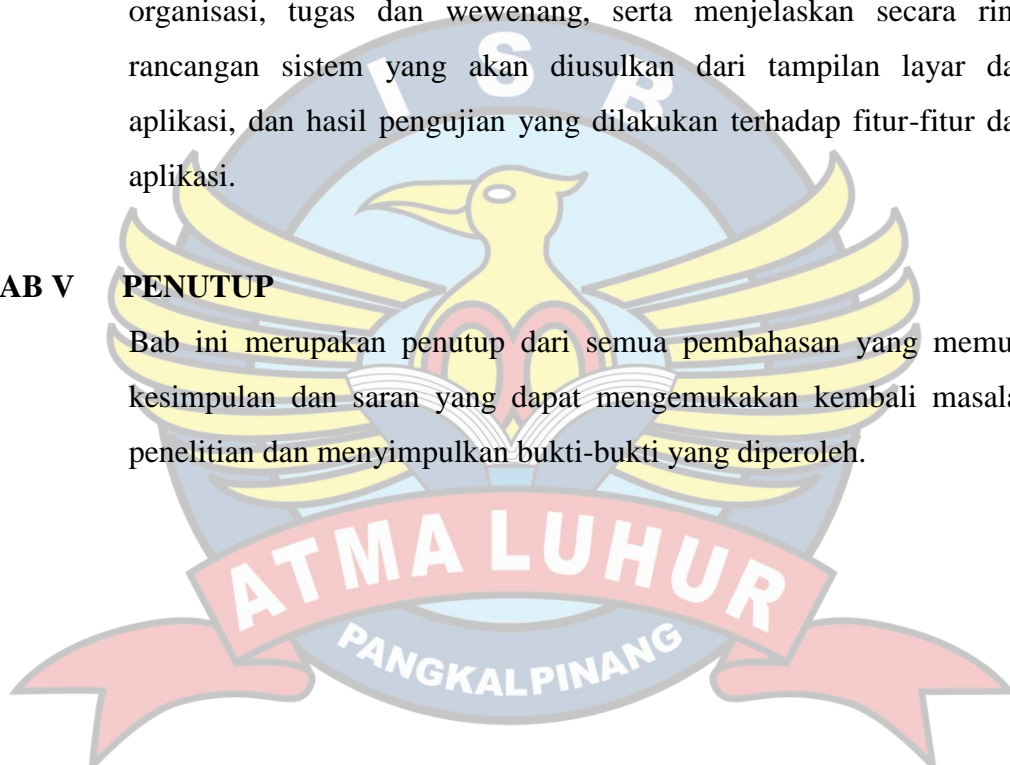 organisasi, tugas dan wewenang, serta menjelaskan secara rin
rancangan sistem yang akan diusulkan dari tampilan layar da
aplikasi, dan hasil pengujian yang dilakukan terhadap fitur-fitur da
aplikasi.
AB V PENUTUP
Bab ini merupakan penutup dari semua pembahasan yang memu
kesimpulan dan saran yang dapat mengemukakan kembali masala
penelitian dan menyimpulkan bukti-bukti yang diperoleh.
I S B
ATMA LUHUR
PANGKALPINANG